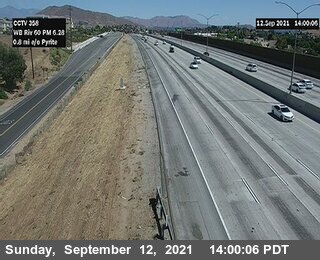 CCTV 358
WB Riv 60 PM 6.28
0.8 mi e/o Pyrite
12 Sep 2021 14:00:06
Sunday, September 12, 2021 14:00:06 PDT